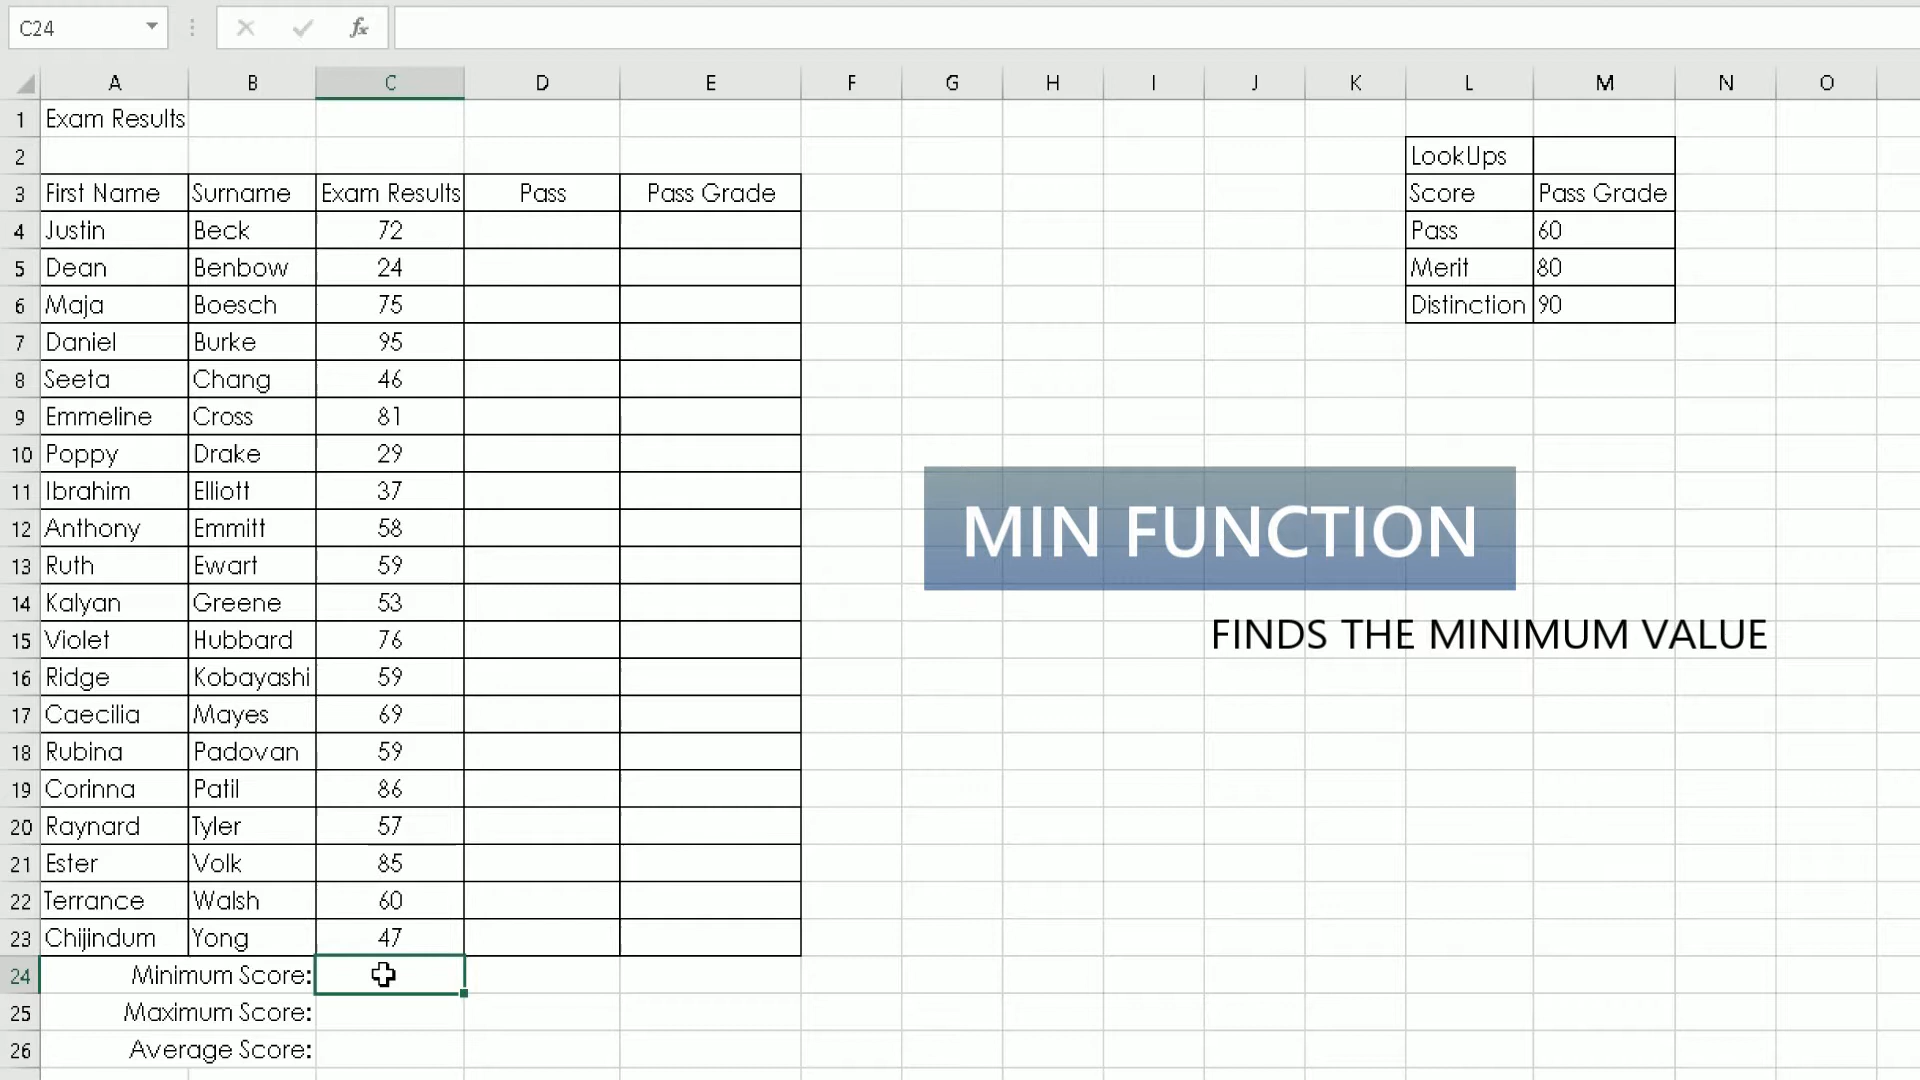 C24 fx
A B C D E F G H I J K L M N O
1 Exam Results
2 LookUps
3 First Name Surname Exam Results Pass Pass Grade Score Pass Grade
4 Justin Beck 72 Pass 60
5 Dean Benbow 24 Merit 80
6 Maja Boesch 75 Distinction 90
7 Daniel Burke 95
8 Seeta Chang 46
9 Emmeline Cross 81
10 Poppy Drake 29
11 Ibrahim Elliott 37
12 Anthony Emmitt 58
13 Ruth Ewart 59
14 Kalyan Greene 53
15 Violet Hubbard 76
16 Ridge Kobayashi 59
17 Caecilia Mayes 69
18 Rubina Padovan 59
19 Corinna Patil 86
20 Raynard Tyler 57
21 Ester Volk 85
22 Terrance Walsh 60
23 Chijindum Yong 47
24 Minimum Score:
25 Maximum Score:
26 Average Score:
MIN FUNCTION
FINDS THE MINIMUM VALUE